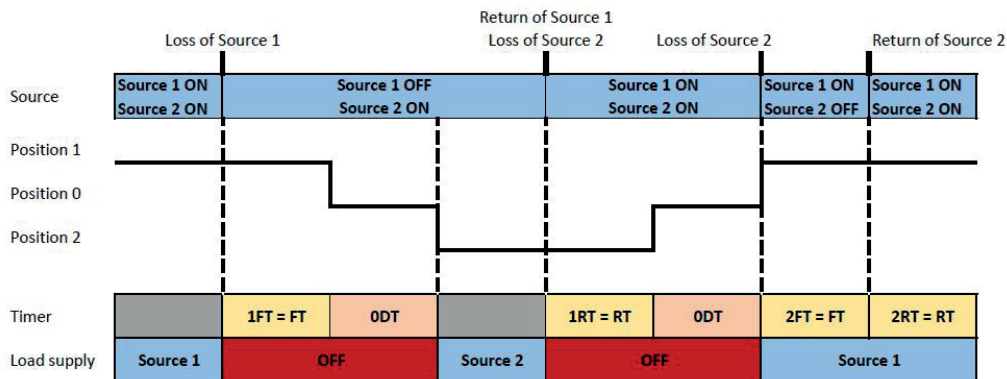 Return of Source 1
Loss of Source 1
Loss of Source 2
Loss of Source 2
Return of Source 2
Source
Source 1 ON
Source 2 ON
Source 1 OFF
Source 2 ON
Source 1 ON
Source 2 ON
Source 1 ON
Source 2 OFF
Source 1 ON
Source 2 ON
Position 1
Position 0
Position 2
Timer
1FT = FT
0DT
1RT = RT
0DT
2FT = FT
2RT = RT
Load supply
Source 1
OFF
Source 2
OFF
Source 1